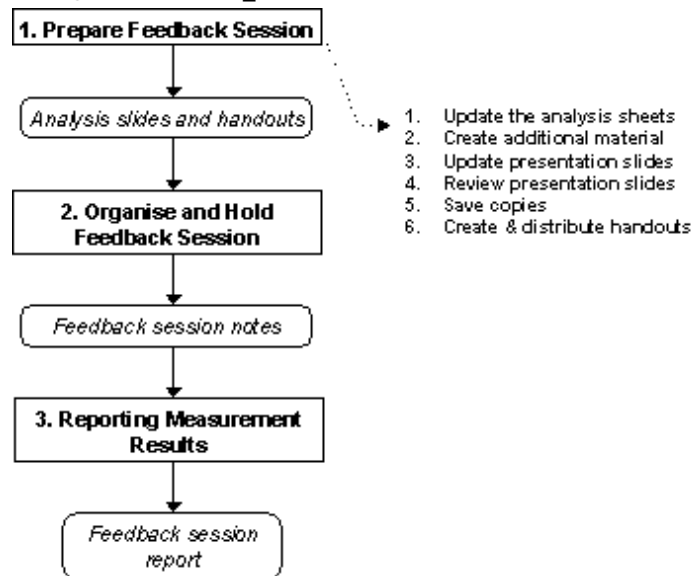 1. Prepare Feedback Session
Analysis slides and handouts
1. Update the analysis sheets
2. Create additional material
3. Update presentation slides
4. Review presentation slides
5. Save copies
6. Create & distribute handouts
2. Organise and Hold
Feedback Session
Feedback session notes
3. Reporting Measurement
Results
Feedback session
report